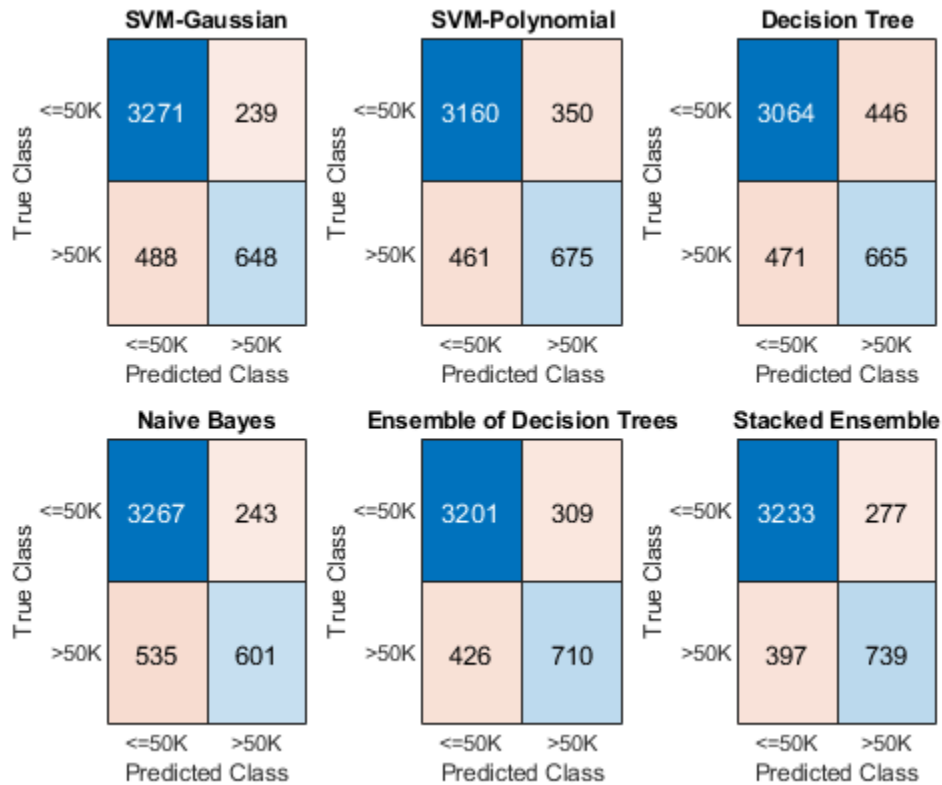 SVM-Gaussian
True Class
<=50K 3271 239
>50K 488 648
<=50K >50K
Predicted Class
SVM-Polynomial
True Class
<=50K 3160 350
>50K 461 675
<=50K >50K
Predicted Class
Decision Tree
True Class
<=50K 3064 446
>50K 471 665
<=50K >50K
Predicted Class
Naive Bayes
True Class
<=50K 3267 243
>50K 535 601
<=50K >50K
Predicted Class
Ensemble of Decision Trees
True Class
<=50K 3201 309
>50K 426 710
<=50K >50K
Predicted Class
Stacked Ensemble
True Class
<=50K 3233 277
>50K 397 739
<=50K >50K
Predicted Class